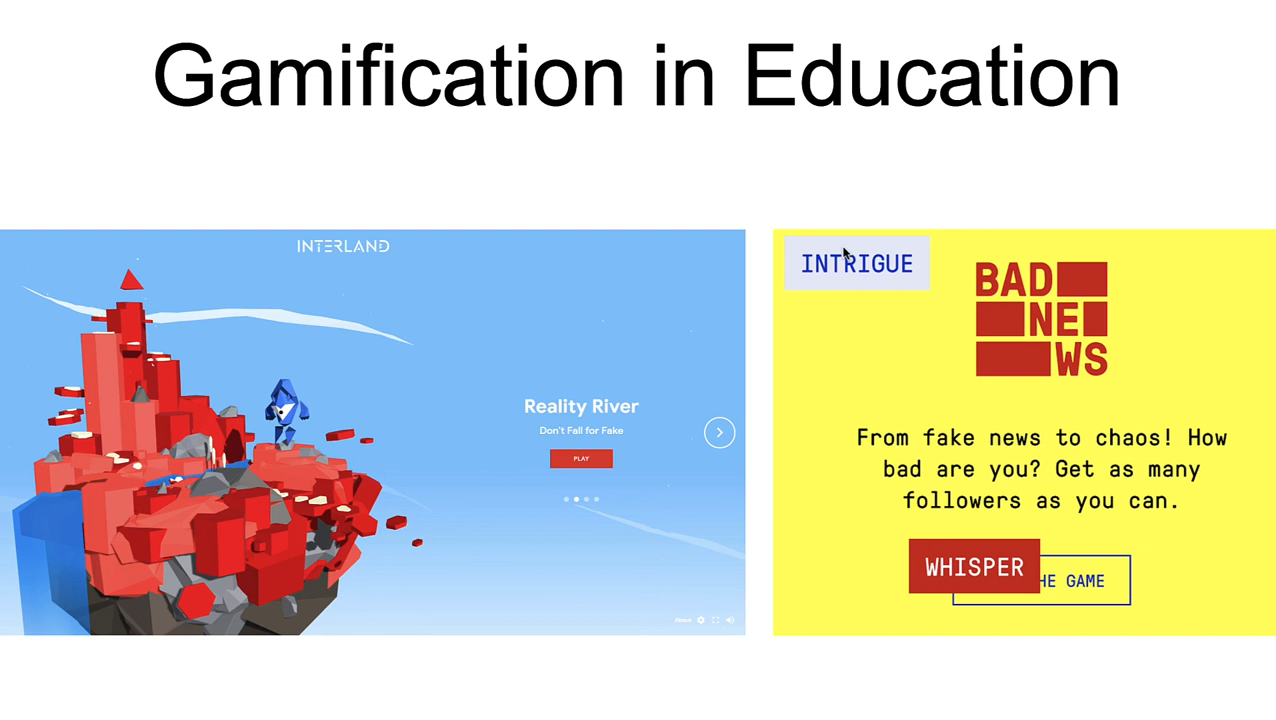 Gamification in Education
INTERLAND
Reality River
Don't Fall for Fake
PLAY
About
INTRIGUE
BAD
NE
WS
From fake news to chaos! How
bad are you? Get as many
followers as you can.
WHISPER
HE GAME